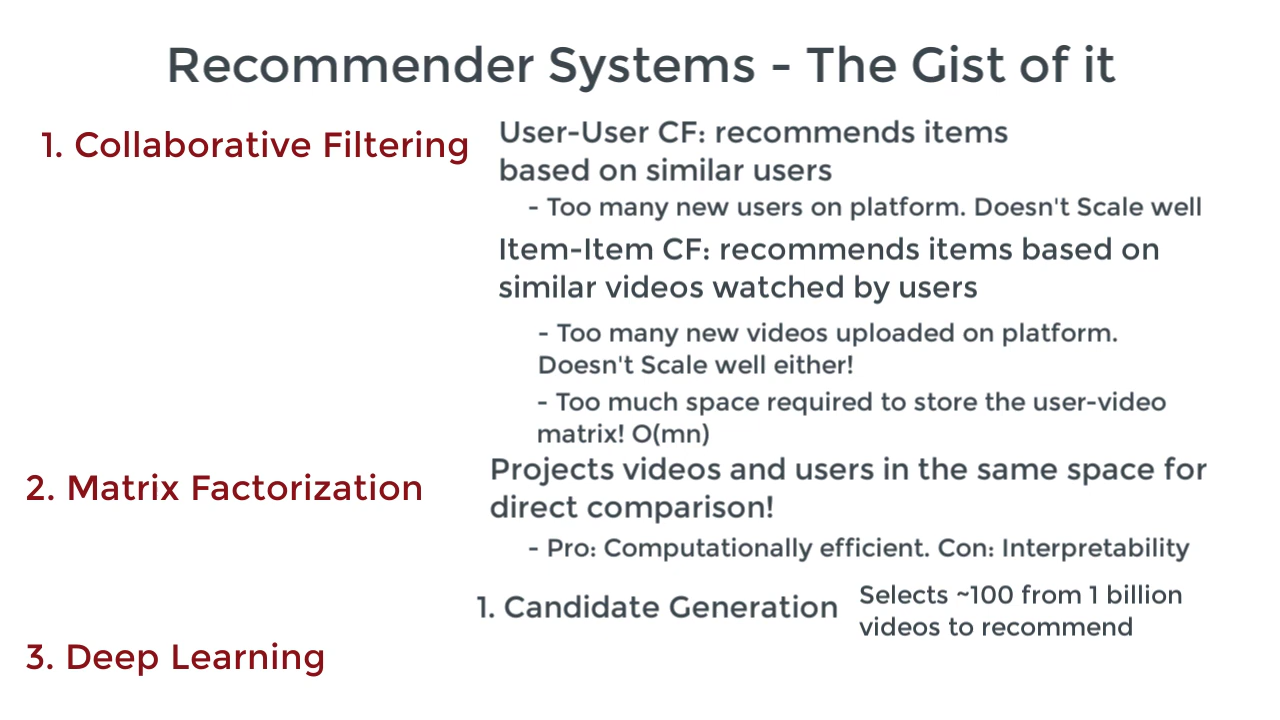 Recommender Systems - The Gist of it
1. Collaborative Filtering
User-User CF: recommends items
based on similar users
- Too many new users on platform. Doesn't Scale well
Item-Item CF: recommends items based on
similar videos watched by users
- Too many new videos uploaded on platform.
Doesn't Scale well either!
- Too much space required to store the user-video
matrix! O(mn)
2. Matrix Factorization
Projects videos and users in the same space for
direct comparison!
- Pro: Computationally efficient. Con: Interpretability
3. Deep Learning
1. Candidate Generation
Selects ~100 from 1 billion
videos to recommend